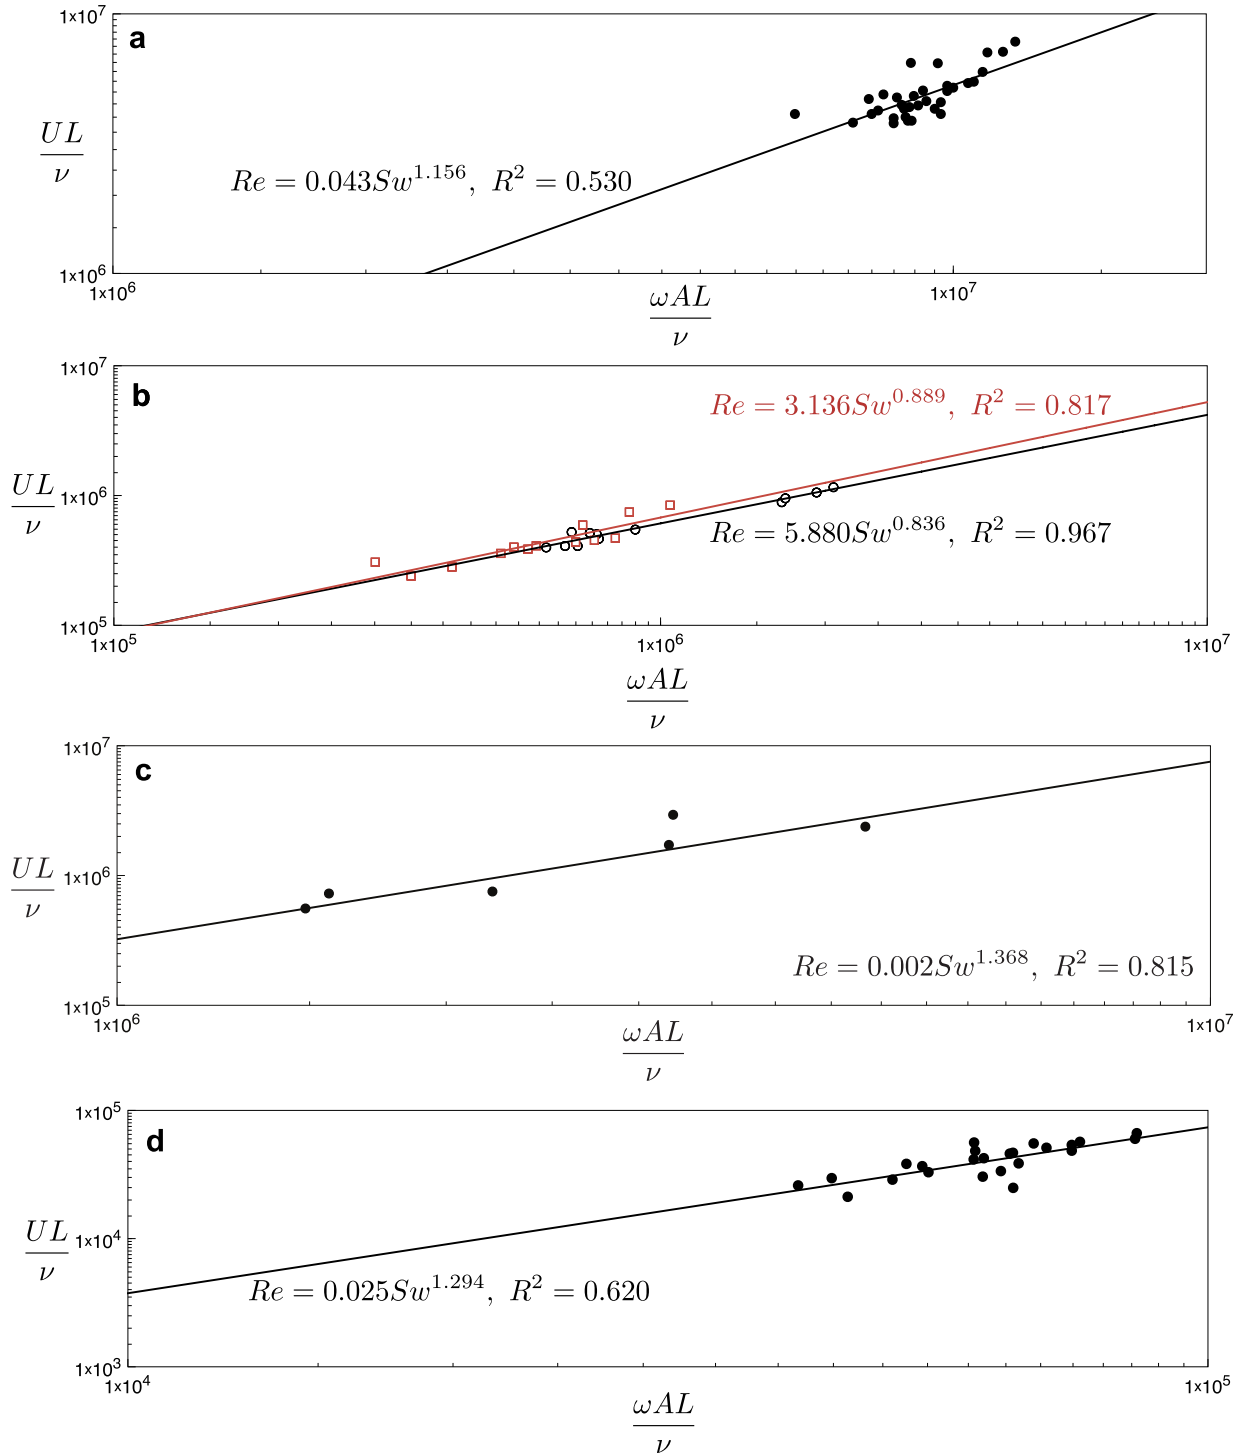 a
1x10^7
UL/ν
Re = 0.043Sw^1.156, R^2 = 0.530
1x10^6
1x10^6
1x10^7
ωAL/ν
b
1x10^7
Re = 3.136Sw^0.889, R^2 = 0.817
UL/ν
1x10^6
Re = 5.880Sw^0.836, R^2 = 0.967
1x10^5
1x10^5
1x10^6
1x10^7
ωAL/ν
c
1x10^7
UL/ν
1x10^6
Re = 0.002Sw^1.368, R^2 = 0.815
1x10^5
1x10^6
1x10^7
ωAL/ν
d
1x10^5
UL/ν
1x10^4
Re = 0.025Sw^1.294, R^2 = 0.620
1x10^3
1x10^4
1x10^5
ωAL/ν